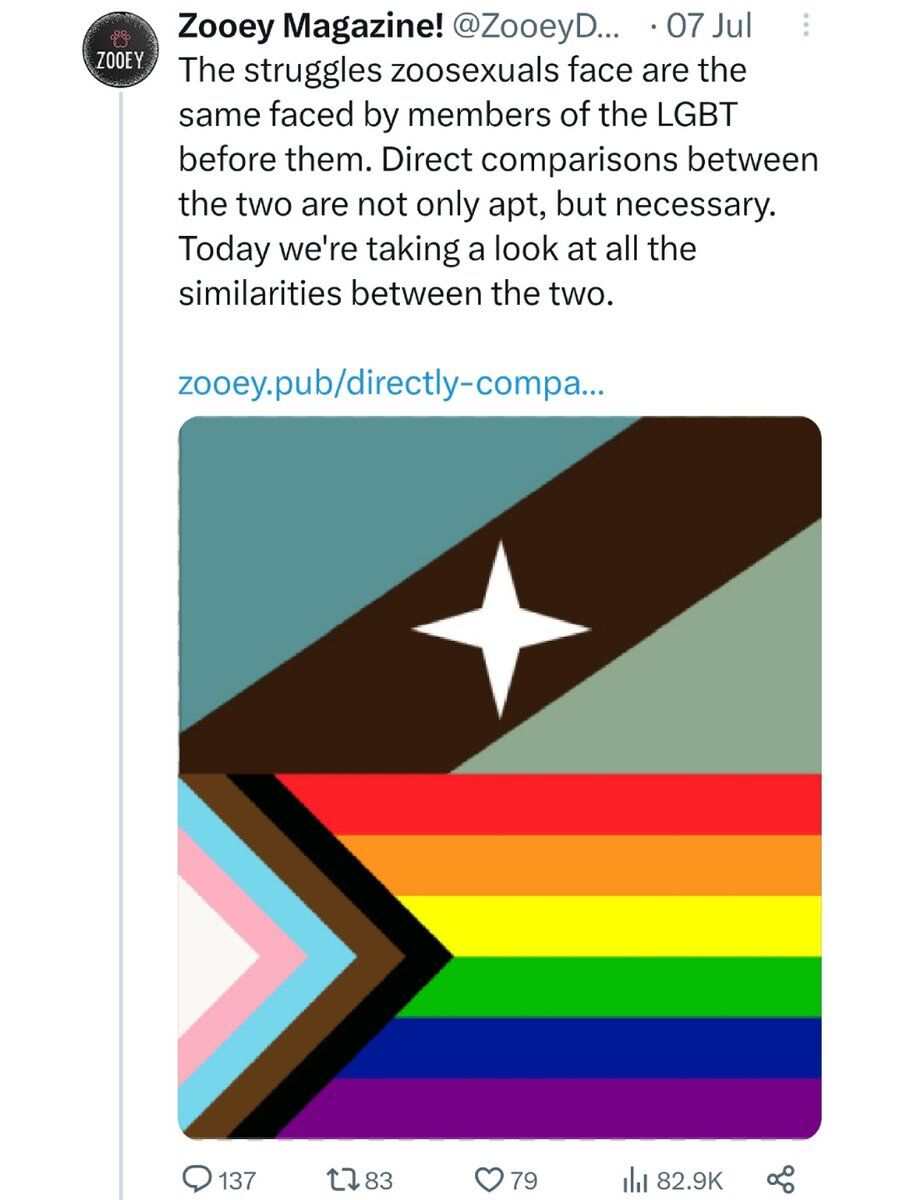 ZOOEY
Zooey Magazine! @ZooeyD... · 07 Jul
The struggles zoosexuals face are the
same faced by members of the LGBT
before them. Direct comparisons between
the two are not only apt, but necessary.
Today we're taking a look at all the
similarities between the two.
zooey.pub/directly-compa...
137 83 79 82.9K